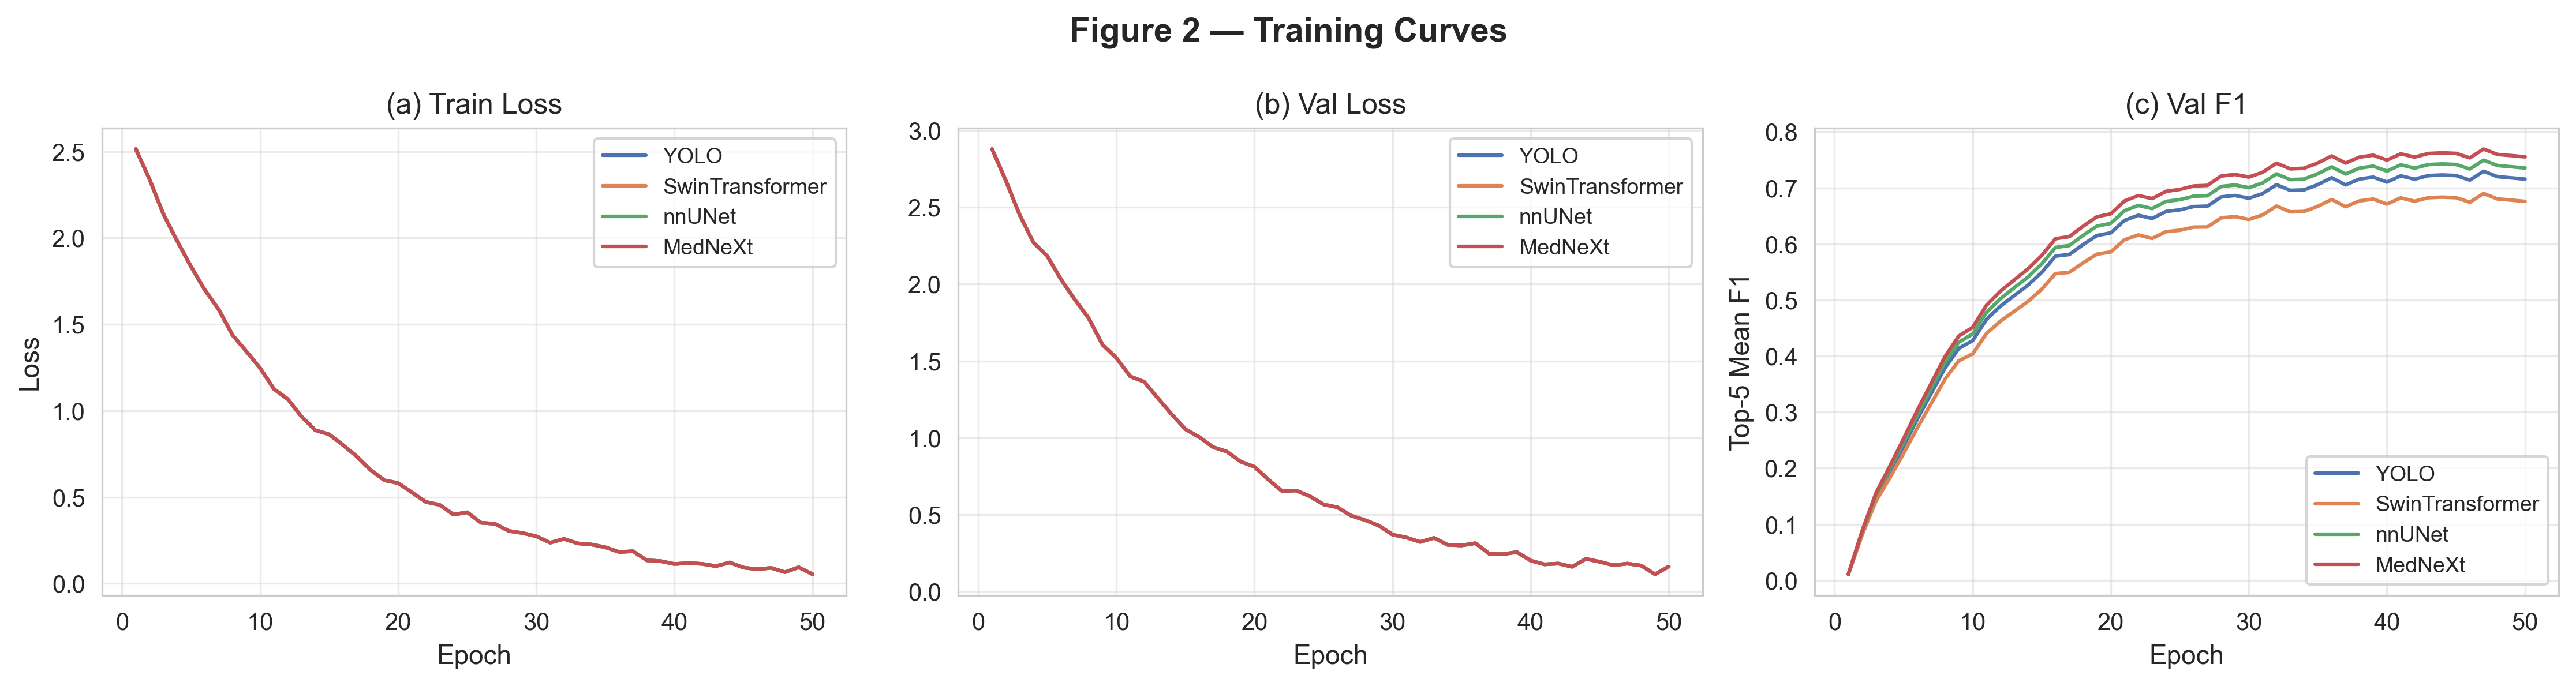 Figure 2 — Training Curves
(a) Train Loss
Loss
2.5
2.0
1.5
1.0
0.5
0.0
0 10 20 30 40 50
Epoch
YOLO
SwinTransformer
nnUNet
MedNeXt
(b) Val Loss
3.0
2.5
2.0
1.5
1.0
0.5
0.0
0 10 20 30 40 50
Epoch
YOLO
SwinTransformer
nnUNet
MedNeXt
(c) Val F1
Top-5 Mean F1
0.8
0.7
0.6
0.5
0.4
0.3
0.2
0.1
0.0
0 10 20 30 40 50
Epoch
YOLO
SwinTransformer
nnUNet
MedNeXt